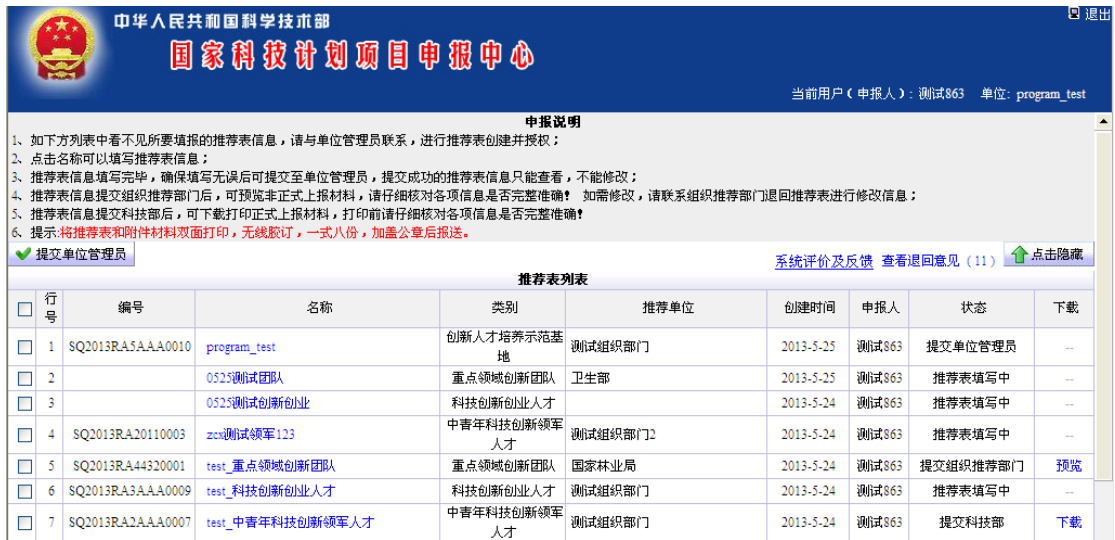 中华人民共和国科学技术部
退出
国家科技计划项目申报中心
当前用户(申报人): 测试863 单位: program_test
申报说明
1、如下方列表中看不见所要填报的推荐表信息,请与单位管理员联系,进行推荐表创建并授权;
2、点击名称可以填写推荐表信息;
3、推荐表信息填写完毕,确保填写无误后可提交至单位管理员,提交成功的推荐表信息只能查看,不能修改;
4、推荐表信息提交组织推荐部门后,可预览非正式上报材料,请仔细核对各项信息是否完整准确! 如需修改,请联系组织推荐部门退回推荐表进行修改信息;
5、推荐表信息提交科技部后,可下载打印正式上报材料,打印前请仔细核对各项信息是否完整准确!
6、提示:将推荐表和附件材料双面打印,无线胶订,一式八份,加盖公章后报送。
提交单位管理员 系统评价及反馈 查看退回意见(11) 点击隐藏
推荐表列表
行号 编号 名称 类别 推荐单位 创建时间 申报人 状态 下载
1 SQ2013RA5AAA0010 program_test 创新人才培养示范基地 测试组织部门 2013-5-25 测试863 提交单位管理员 --
2 0525测试团队 重点领域创新团队 卫生部 2013-5-25 测试863 推荐表填写中 --
3 0525测试创新创业 科技创新创业人才 2013-5-24 测试863 推荐表填写中 --
4 SQ2013RA20110003 zcx测试领军123 中青年科技创新领军人才 测试组织部门2 2013-5-24 测试863 推荐表填写中 --
5 SQ2013RA44320001 test_重点领域创新团队 重点领域创新团队 国家林业局 2013-5-24 测试863 提交组织推荐部门 预览
6 SQ2013RA3AAA0009 test_科技创新创业人才 科技创新创业人才 测试组织部门 2013-5-24 测试863 推荐表填写中 --
7 SQ2013RA2AAA0007 test_中青年科技创新领军人才 中青年科技创新领军人才 测试组织部门 2013-5-24 测试863 提交科技部 下载